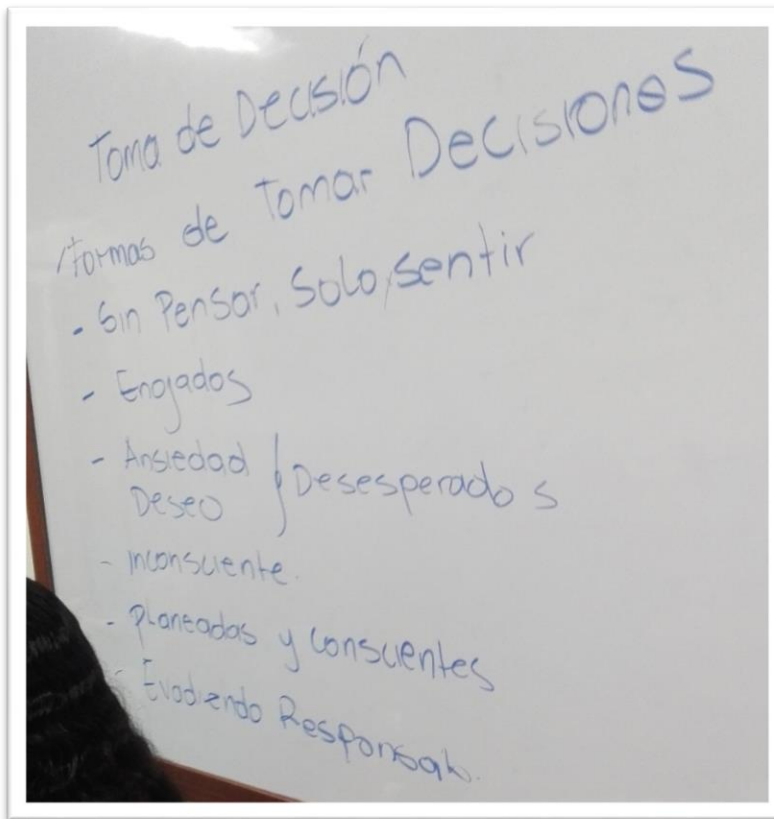 Toma de Decisión
formas de Tomar Decisiones
- Sin Pensar, Solo sentir
- Enojados
- Ansiedad } Desesperados
Deseo
- inconsciente.
- Planeadas y conscientes
- Evadiendo Responsab.